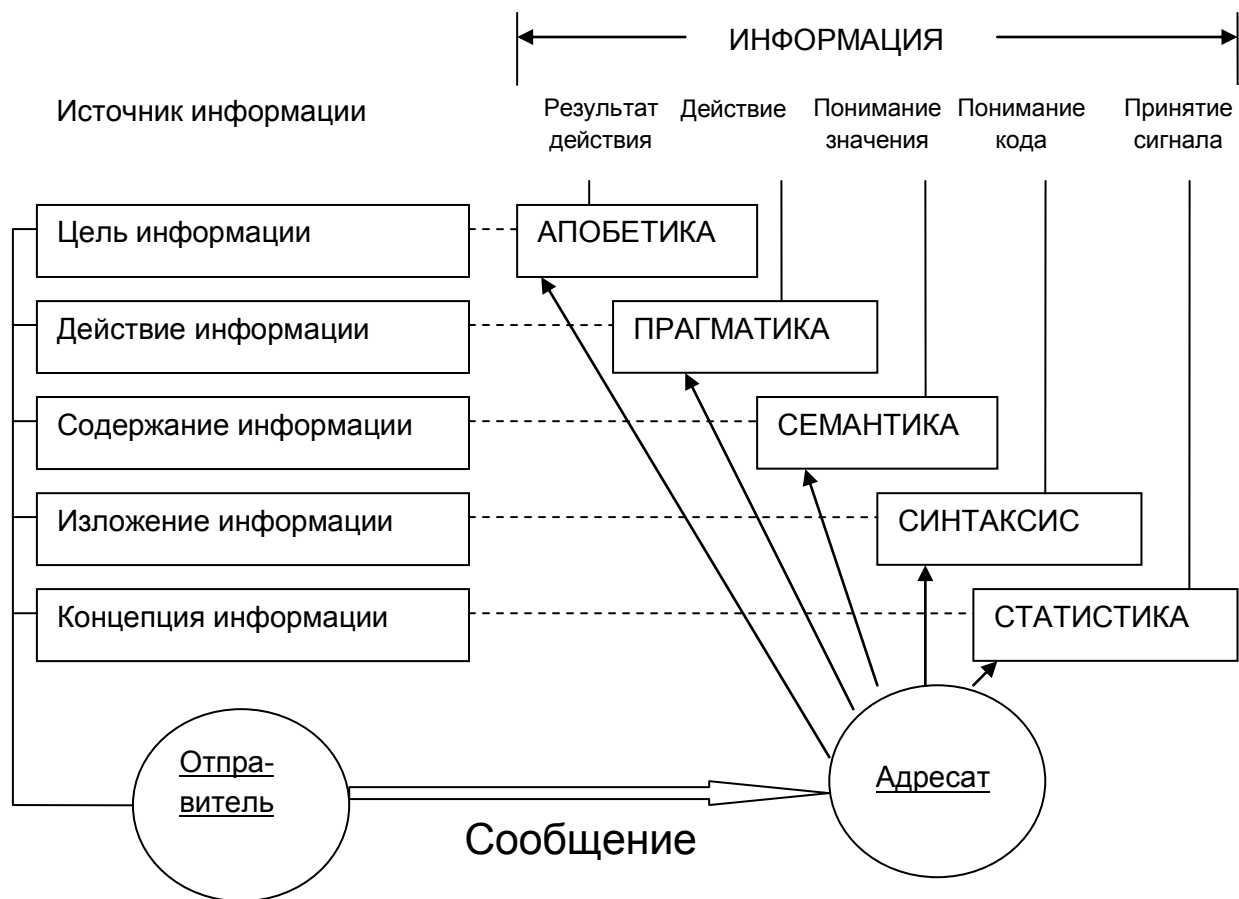 ИНФОРМАЦИЯ
Источник информации
Результат действия
Действие
Понимание значения
Понимание кода
Принятие сигнала
Цель информации
АПОБЕТИКА
Действие информации
ПРАГМАТИКА
Содержание информации
СЕМАНТИКА
Изложение информации
СИНТАКСИС
Концепция информации
СТАТИСТИКА
Отпра-
витель
Адресат
Сообщение